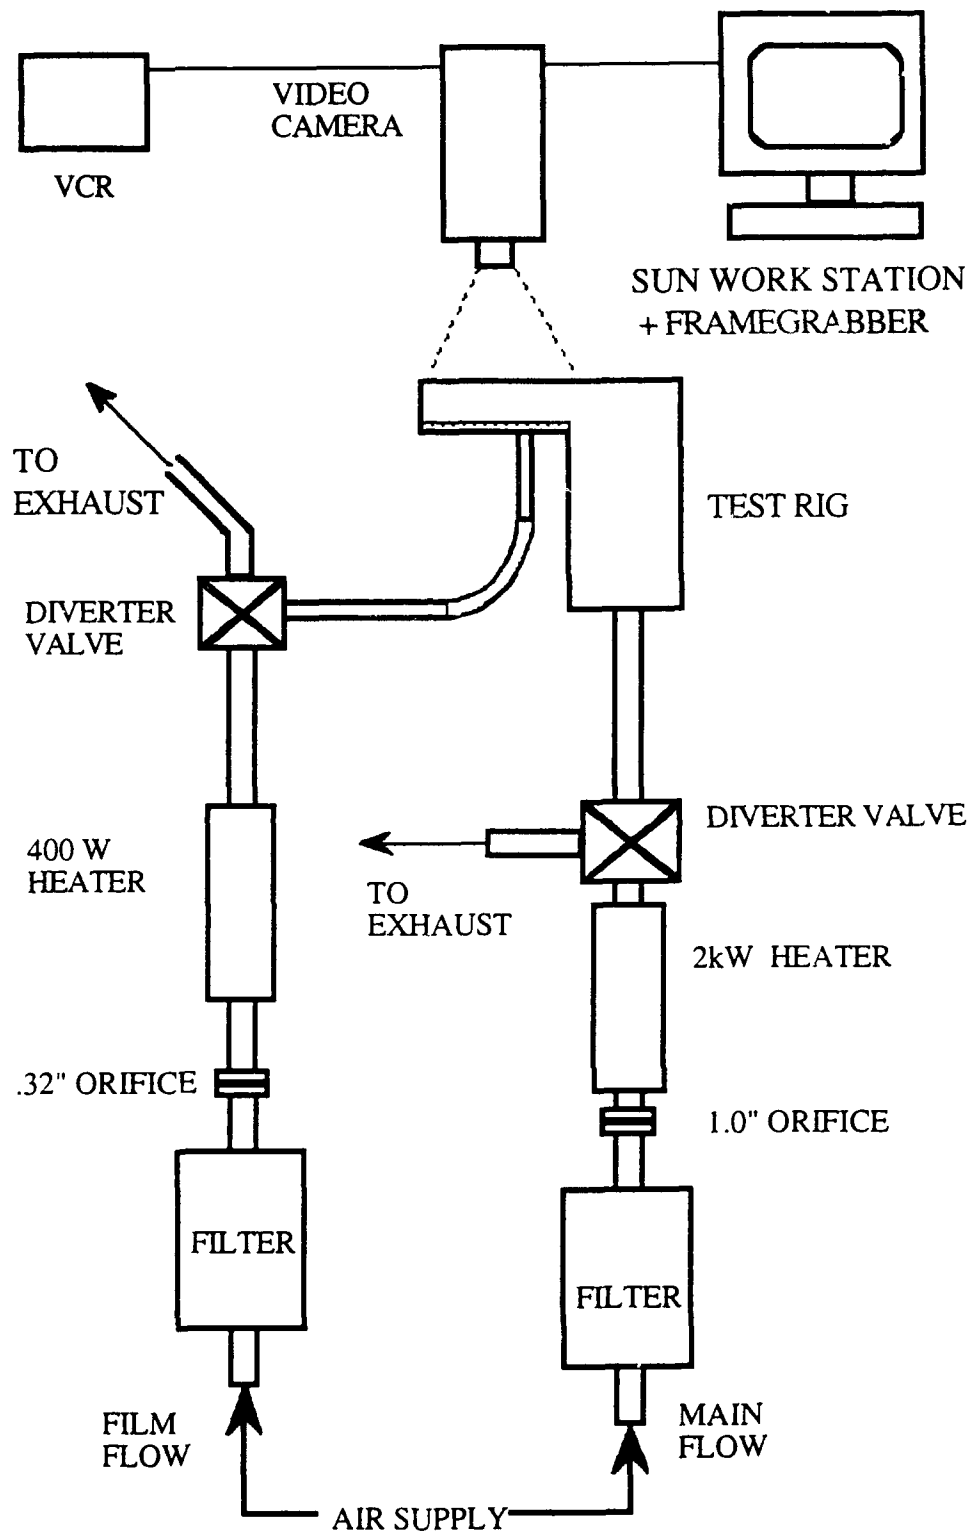 VIDEO
CAMERA
VCR
SUN WORK STATION
+ FRAMEGRABBER
TO
EXHAUST
TEST RIG
DIVERTER
VALVE
DIVERTER VALVE
400 W
HEATER
TO
EXHAUST
2kW HEATER
.32" ORIFICE
1.0" ORIFICE
FILTER
FILTER
FILM
FLOW
MAIN
FLOW
AIR SUPPLY